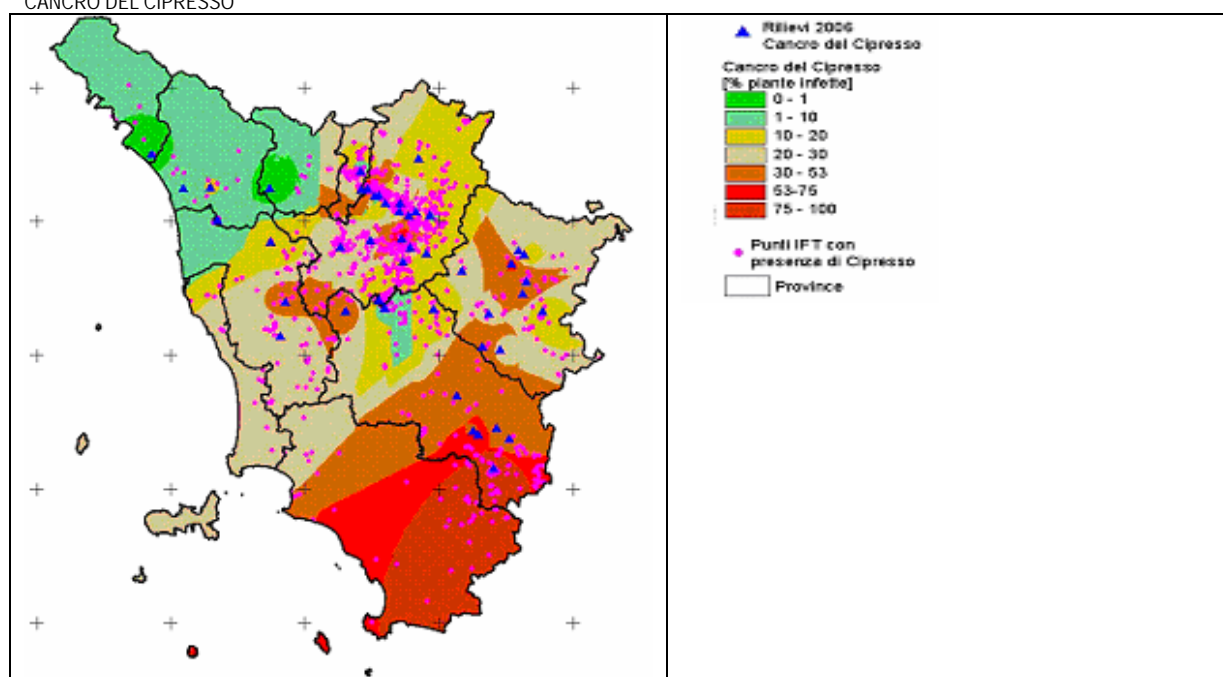 CANCRO DEL CIPRESSO
Rilievi 2006
Cancro del Cipresso
Cancro del Cipresso
[% piante infette]
0 - 1
1 - 10
10 - 20
20 - 30
30 - 53
53-75
75 - 100
Punti IFT con
presenza di Cipresso
Province